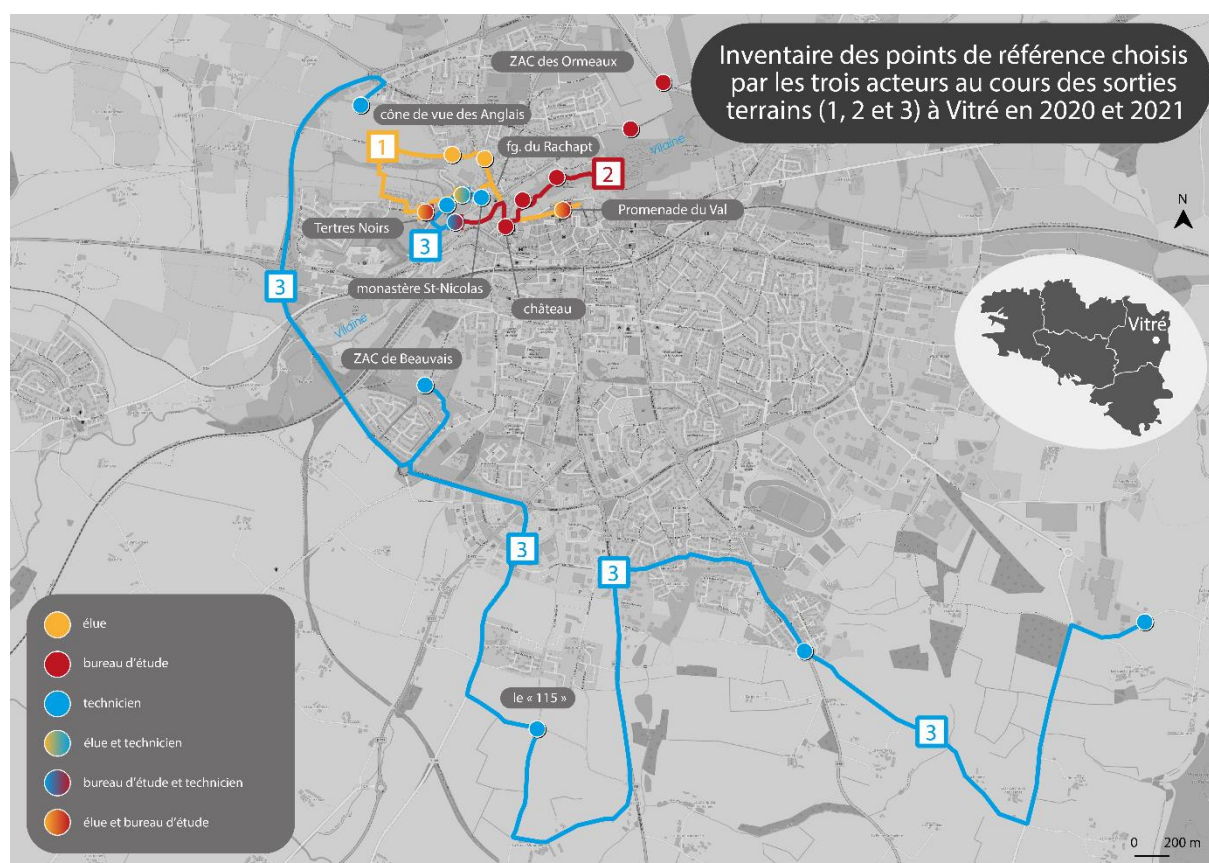 Inventaire des points de référence choisis
par les trois acteurs au cours des sorties
terrains (1, 2 et 3) à Vitré en 2020 et 2021
ZAC des Ormeaux
cône de vue des Anglais
fg. du Rachapt
Vilaine
1
2
Promenade du Val
Tertres Noirs
3
N
3
monastère St-Nicolas
château
Vilaine
Vitré
ZAC de Beauvais
3
3
le « 115 »
3
élue
bureau d'étude
technicien
élue et technicien
bureau d'étude et technicien
élue et bureau d'étude
0 200 m